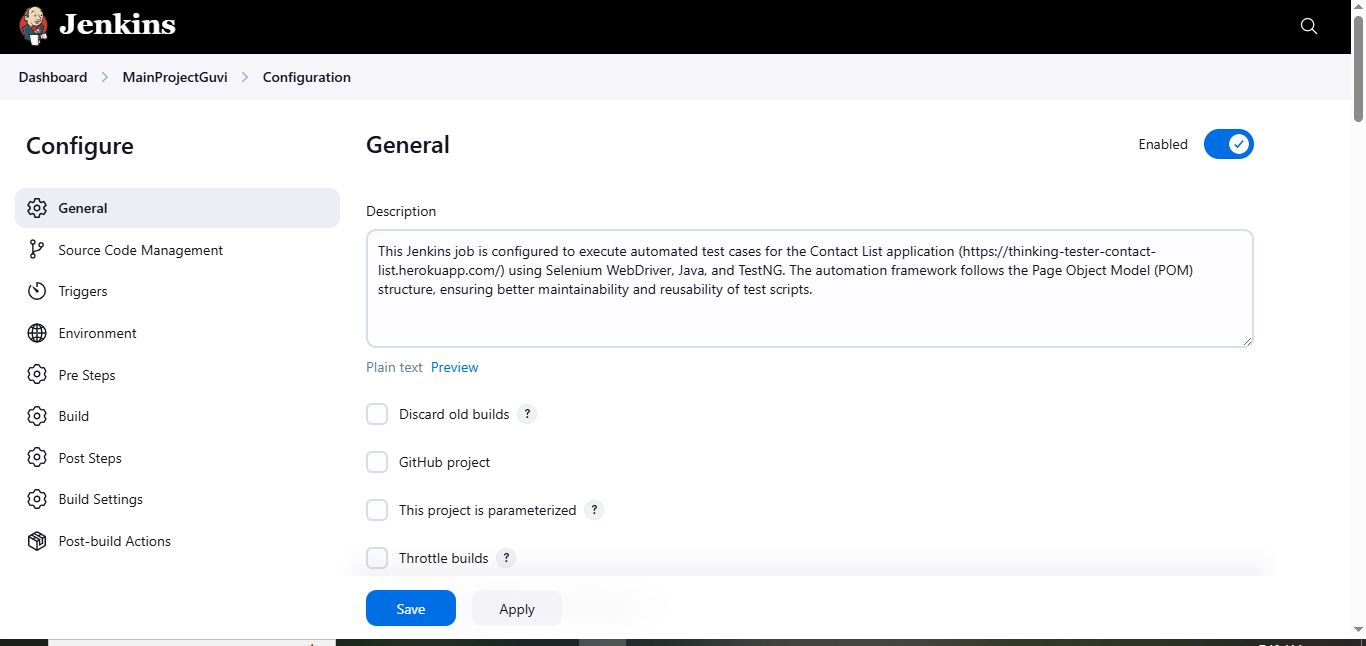 Jenkins
Dashboard > MainProjectGuvi > Configuration
Configure
General
Source Code Management
Triggers
Environment
Pre Steps
Build
Post Steps
Build Settings
Post-build Actions
General
Enabled
Description
This Jenkins job is configured to execute automated test cases for the Contact List application (https://thinking-tester-contact-
list.herokuapp.com/) using Selenium WebDriver, Java, and TestNG. The automation framework follows the Page Object Model (POM)
structure, ensuring better maintainability and reusability of test scripts.
Plain text Preview
Discard old builds ?
GitHub project
This project is parameterized ?
Throttle builds ?
Save Apply